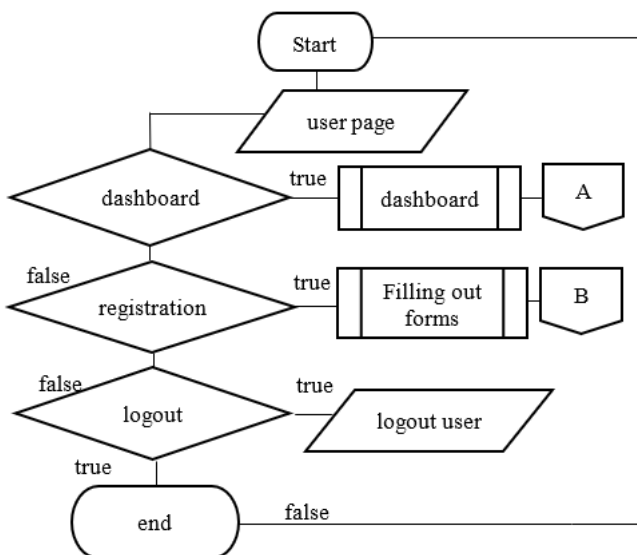 Start
user page
dashboard
true
dashboard
A
false
registration
true
Filling out
forms
B
false
logout
true
logout user
true
end
false